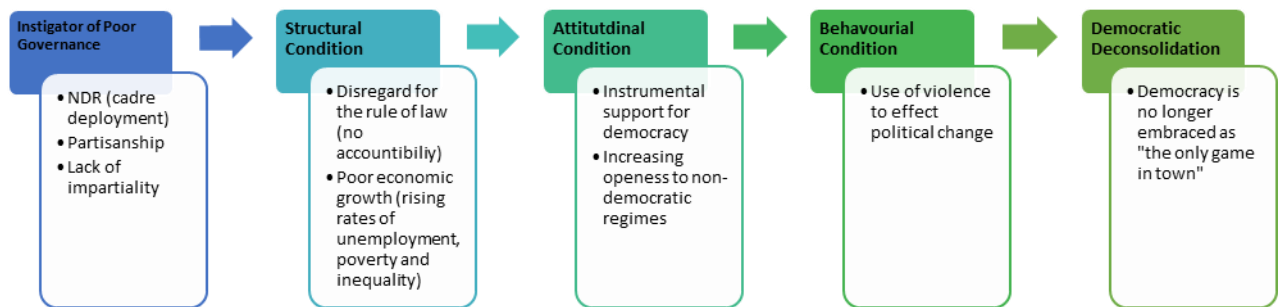 Instigator of Poor
Governance
• NDR (cadre
deployment)
• Partisanship
• Lack of
impartiality
Structural
Condition
• Disregard for
the rule of law
(no
accountibiliy)
• Poor economic
growth (rising
rates of
unemployment,
poverty and
inequality)
Attitutdinal
Condition
• Instrumental
support for
democracy
• Increasing
openess to non-
democratic
regimes
Behavourial
Condition
• Use of violence
to effect
political change
Democratic
Deconsolidation
• Democracy is
no longer
embraced as
"the only game
in town"